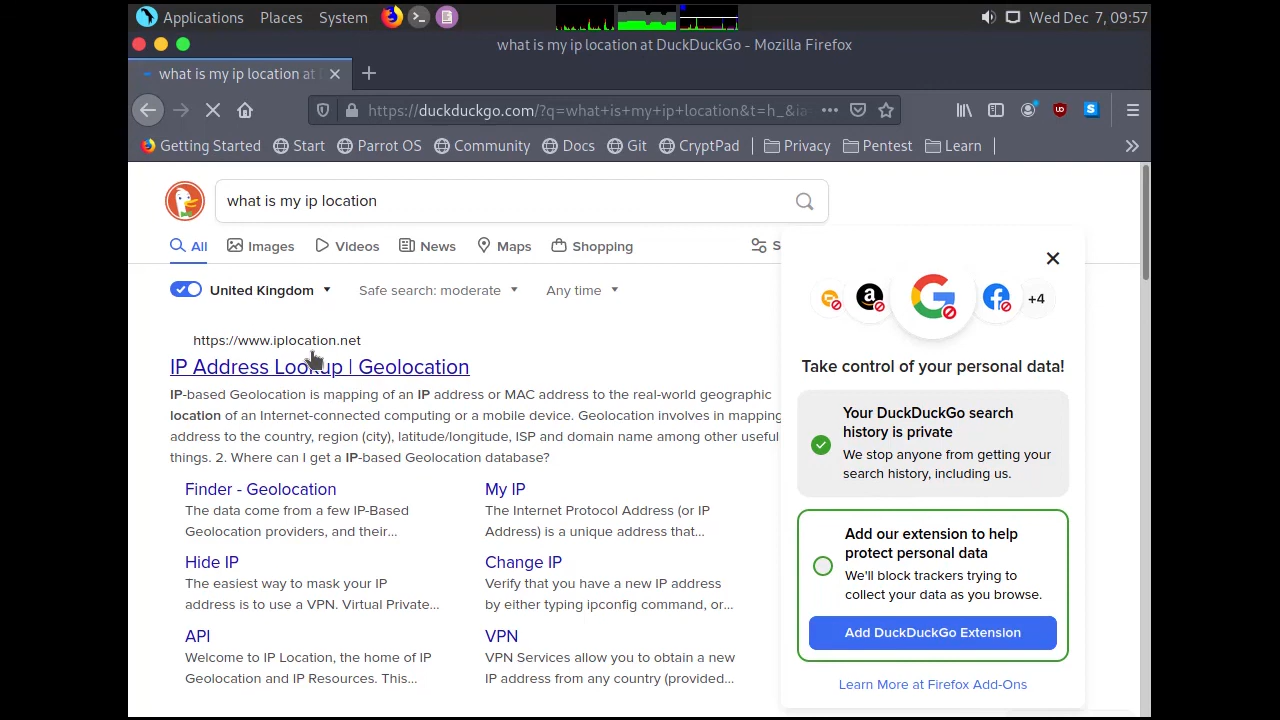 Applications Places System Wed Dec 7, 09:57
what is my ip location at DuckDuckGo - Mozilla Firefox
what is my ip location at
https://duckduckgo.com/?q=what+is+my+ip+location&t=h_&ia
Getting Started Start Parrot OS Community Docs Git CryptPad Privacy Pentest Learn
what is my ip location
All Images Videos News Maps Shopping S
United Kingdom Safe search: moderate Any time
https://www.iplocation.net
IP Address Lookup | Geolocation
IP-based Geolocation is mapping of an IP address or MAC address to the real-world geographic
location of an Internet-connected computing or a mobile device. Geolocation involves in mapping
address to the country, region (city), latitude/longitude, ISP and domain name among other useful
things. 2. Where can I get a IP-based Geolocation database?
Finder - Geolocation
The data come from a few IP-Based
Geolocation providers, and their...
My IP
The Internet Protocol Address (or IP
Address) is a unique address that...
Hide IP
The easiest way to mask your IP
address is to use a VPN. Virtual Private...
Change IP
Verify that you have a new IP address
by either typing ipconfig command, or...
API
Welcome to IP Location, the home of IP
Geolocation and IP Resources. This...
VPN
VPN Services allow you to obtain a new
IP address from any country (provided...
+4
Take control of your personal data!
Your DuckDuckGo search
history is private
We stop anyone from getting your
search history, including us.
Add our extension to help
protect personal data
We'll block trackers trying to
collect your data as you browse.
Add DuckDuckGo Extension
Learn More at Firefox Add-Ons